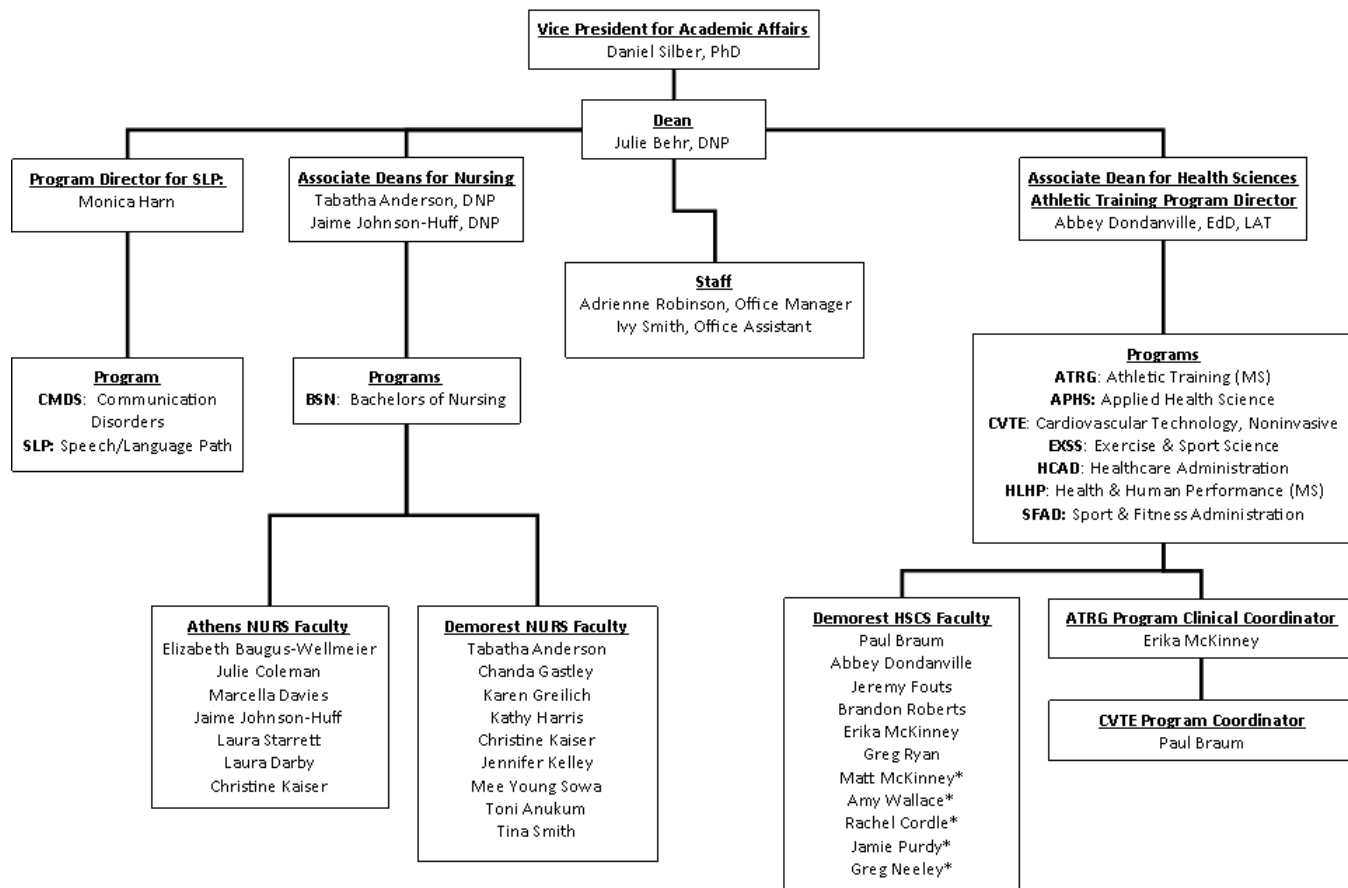 Vice President for Academic Affairs
Daniel Silber, PhD
Dean
Julie Behr, DNP
Program Director for SLP:
Monica Harn
Associate Deans for Nursing
Tabatha Anderson, DNP
Jaime Johnson-Huff, DNP
Associate Dean for Health Sciences
Athletic Training Program Director
Abbey Dondanville, EdD, LAT
Staff
Adrienne Robinson, Office Manager
Ivy Smith, Office Assistant
Program
CMDS: Communication
Disorders
SLP: Speech/Language Path
Programs
BSN: Bachelors of Nursing
Programs
ATRG: Athletic Training (MS)
APHS: Applied Health Science
CVTE: Cardiovascular Technology, Noninvasive
EXSS: Exercise & Sport Science
HCAD: Healthcare Administration
HLHP: Health & Human Performance (MS)
SFAD: Sport & Fitness Administration
Athens NURS Faculty
Elizabeth Baugus-Wellmeier
Julie Coleman
Marcella Davies
Jaime Johnson-Huff
Laura Starrett
Laura Darby
Christine Kaiser
Demorest NURS Faculty
Tabatha Anderson
Chanda Gastley
Karen Greilich
Kathy Harris
Christine Kaiser
Jennifer Kelley
Mee Young Sowa
Toni Anukum
Tina Smith
Demorest HSCS Faculty
Paul Braum
Abbey Dondanville
Jeremy Fouts
Brandon Roberts
Erika McKinney
Greg Ryan
Matt McKinney*
Amy Wallace*
Rachel Cordle*
Jamie Purdy*
Greg Neeley*
ATRG Program Clinical Coordinator
Erika McKinney
CVTE Program Coordinator
Paul Braum